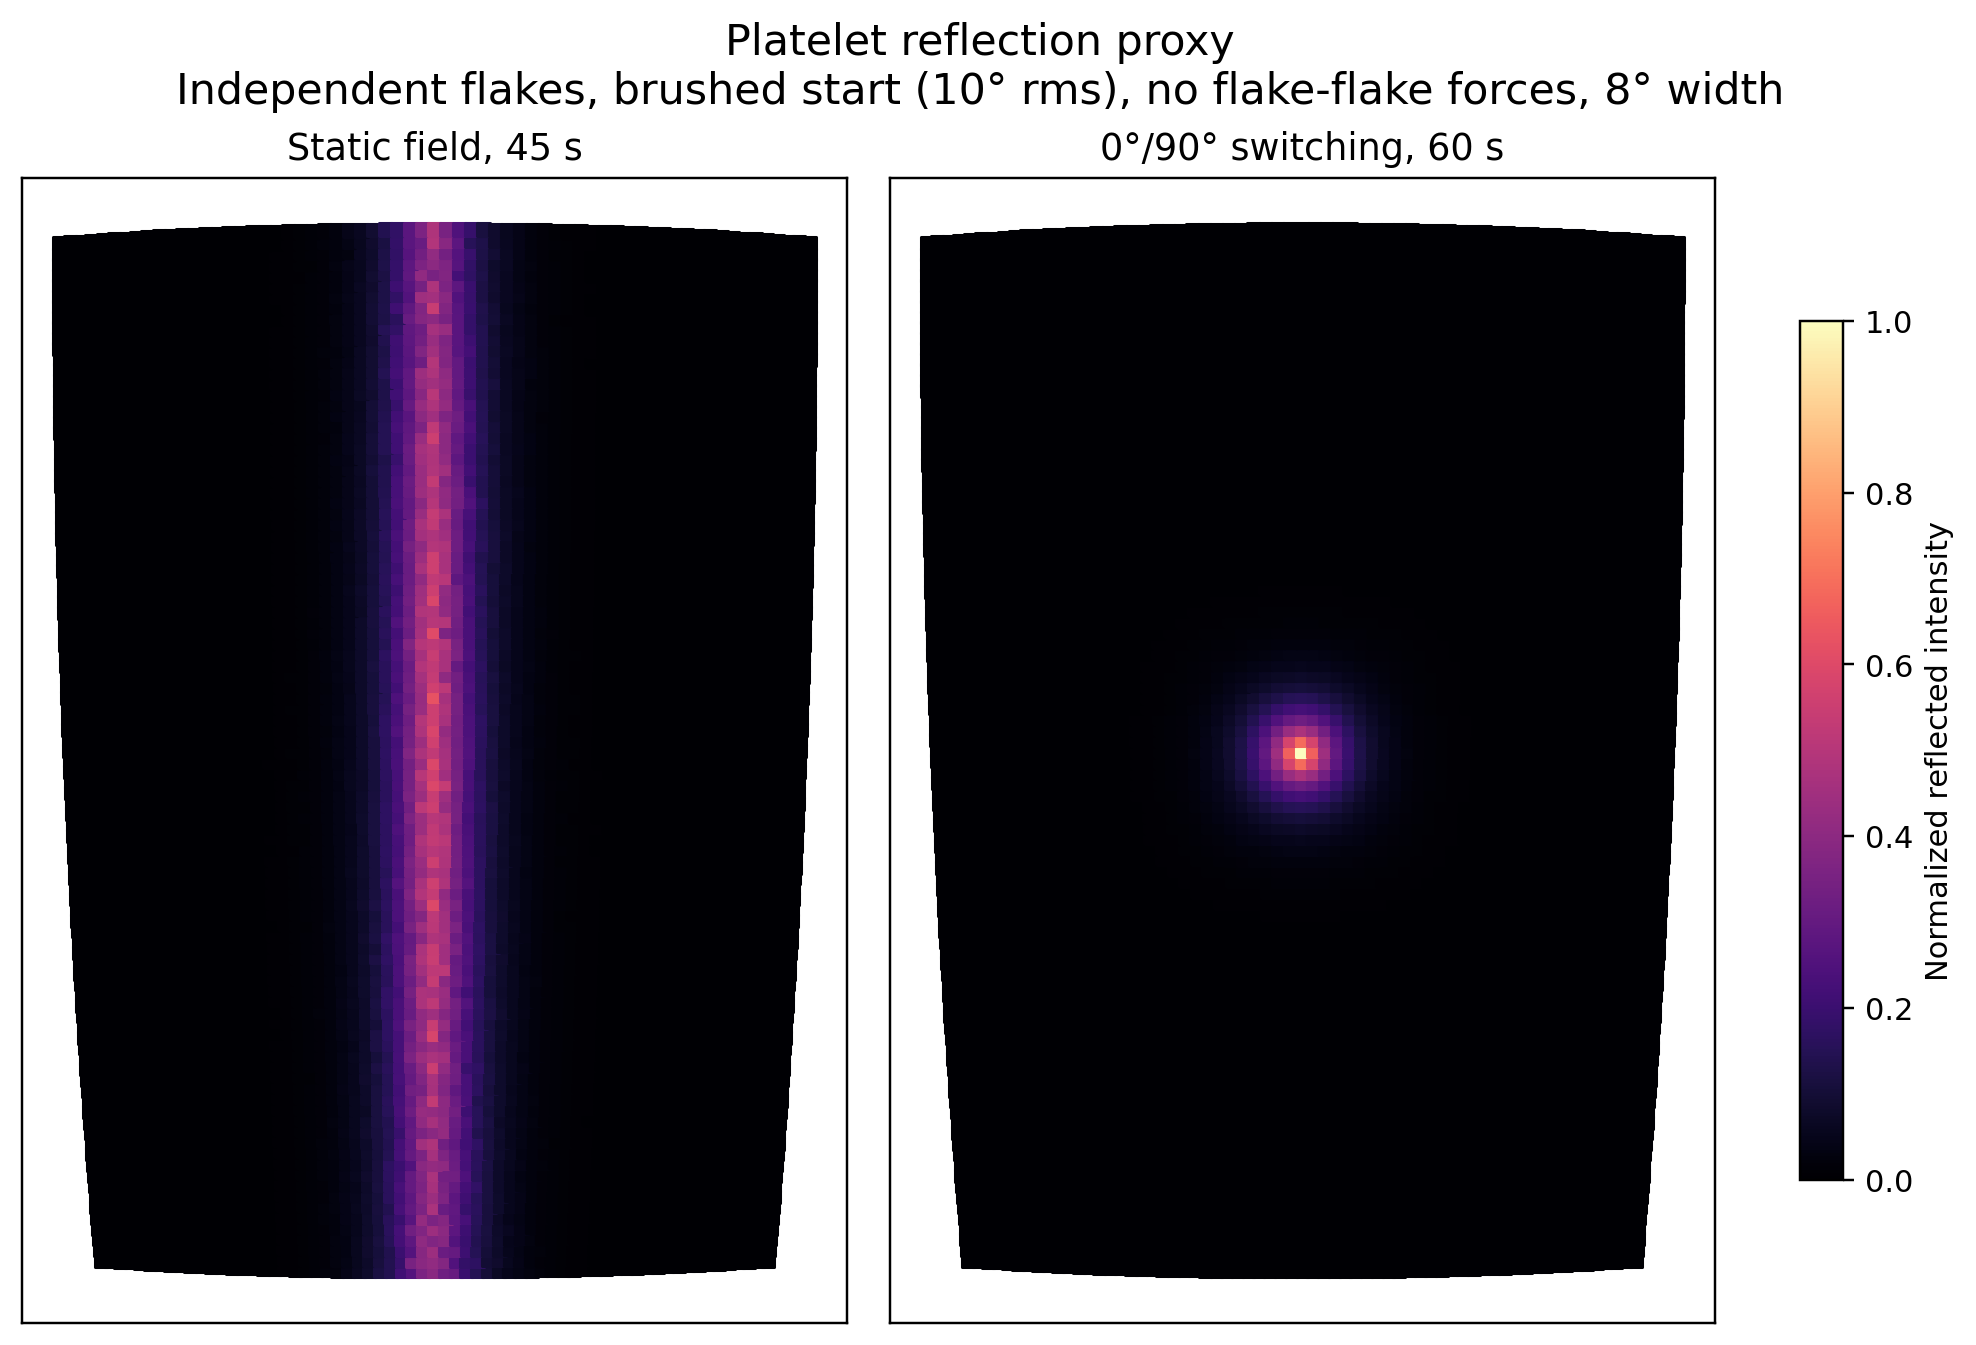 Platelet reflection proxy
Independent flakes, brushed start (10° rms), no flake-flake forces, 8° width
Static field, 45 s
0°/90° switching, 60 s
1.0
0.8
0.6
0.4
0.2
0.0
Normalized reflected intensity